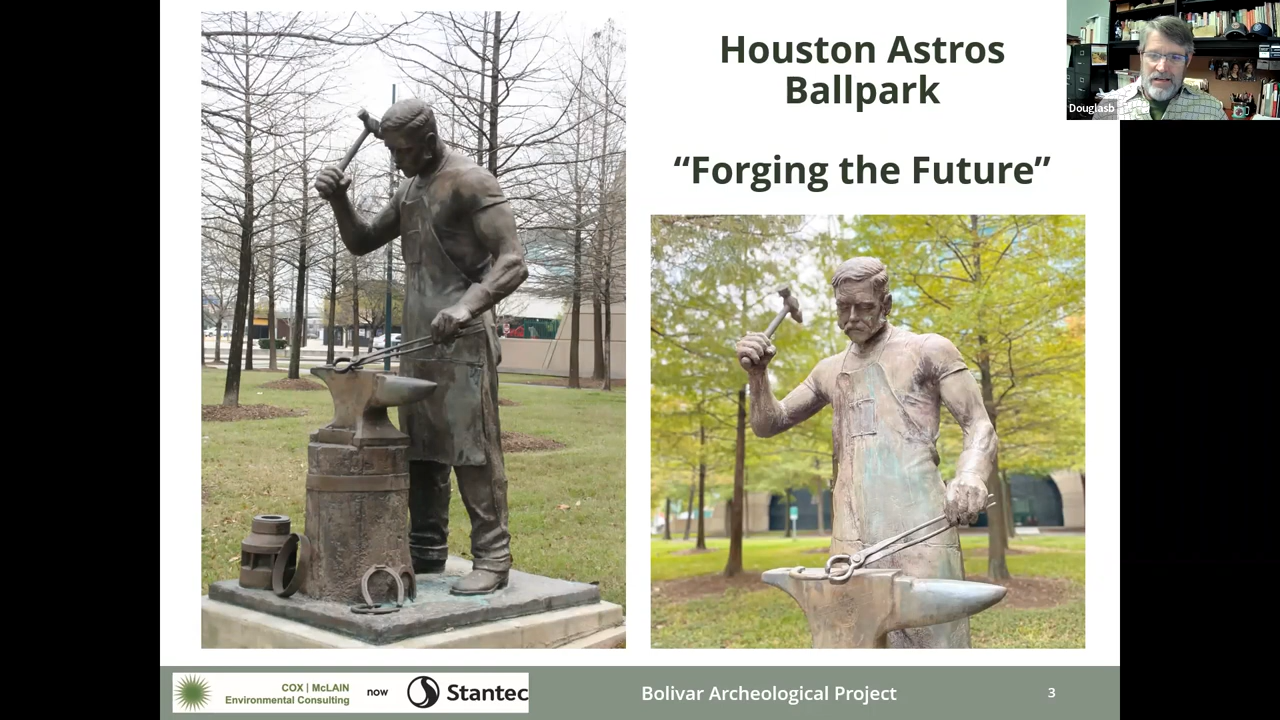 Houston Astros
Ballpark
“Forging the Future”
Douglasb
COX | McLAIN
Environmental Consulting
now
Stantec
Bolivar Archeological Project
3